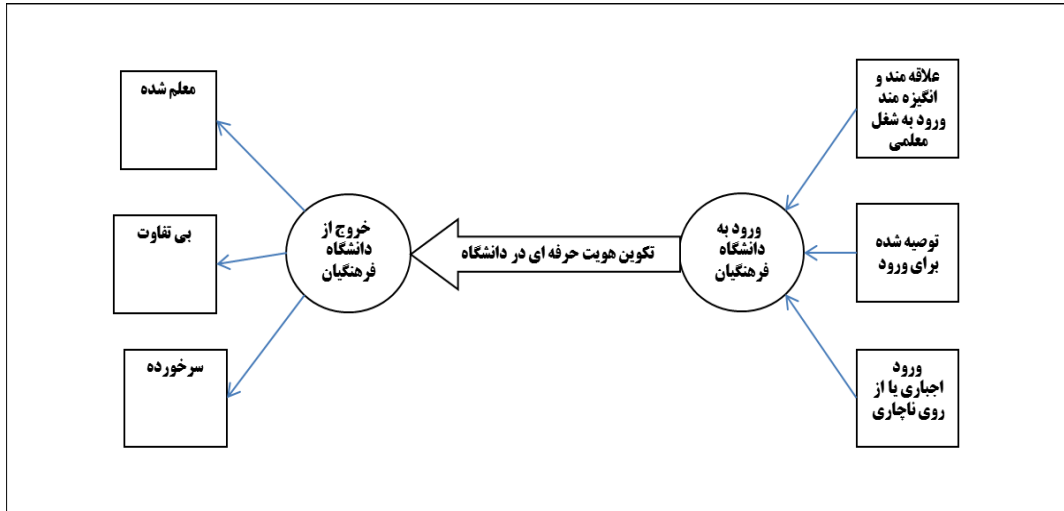 علاقه مند و
انگیزه مند
ورود به شغل
معلمی
توصیه شده
برای ورود
ورود
اجباری یا از
روی ناچاری
ورود به
دانشگاه
فرهنگیان
تکوین هویت حرفه ای در دانشگاه
خروج از
دانشگاه
فرهنگیان
معلم شده
بی تفاوت
سرخورده